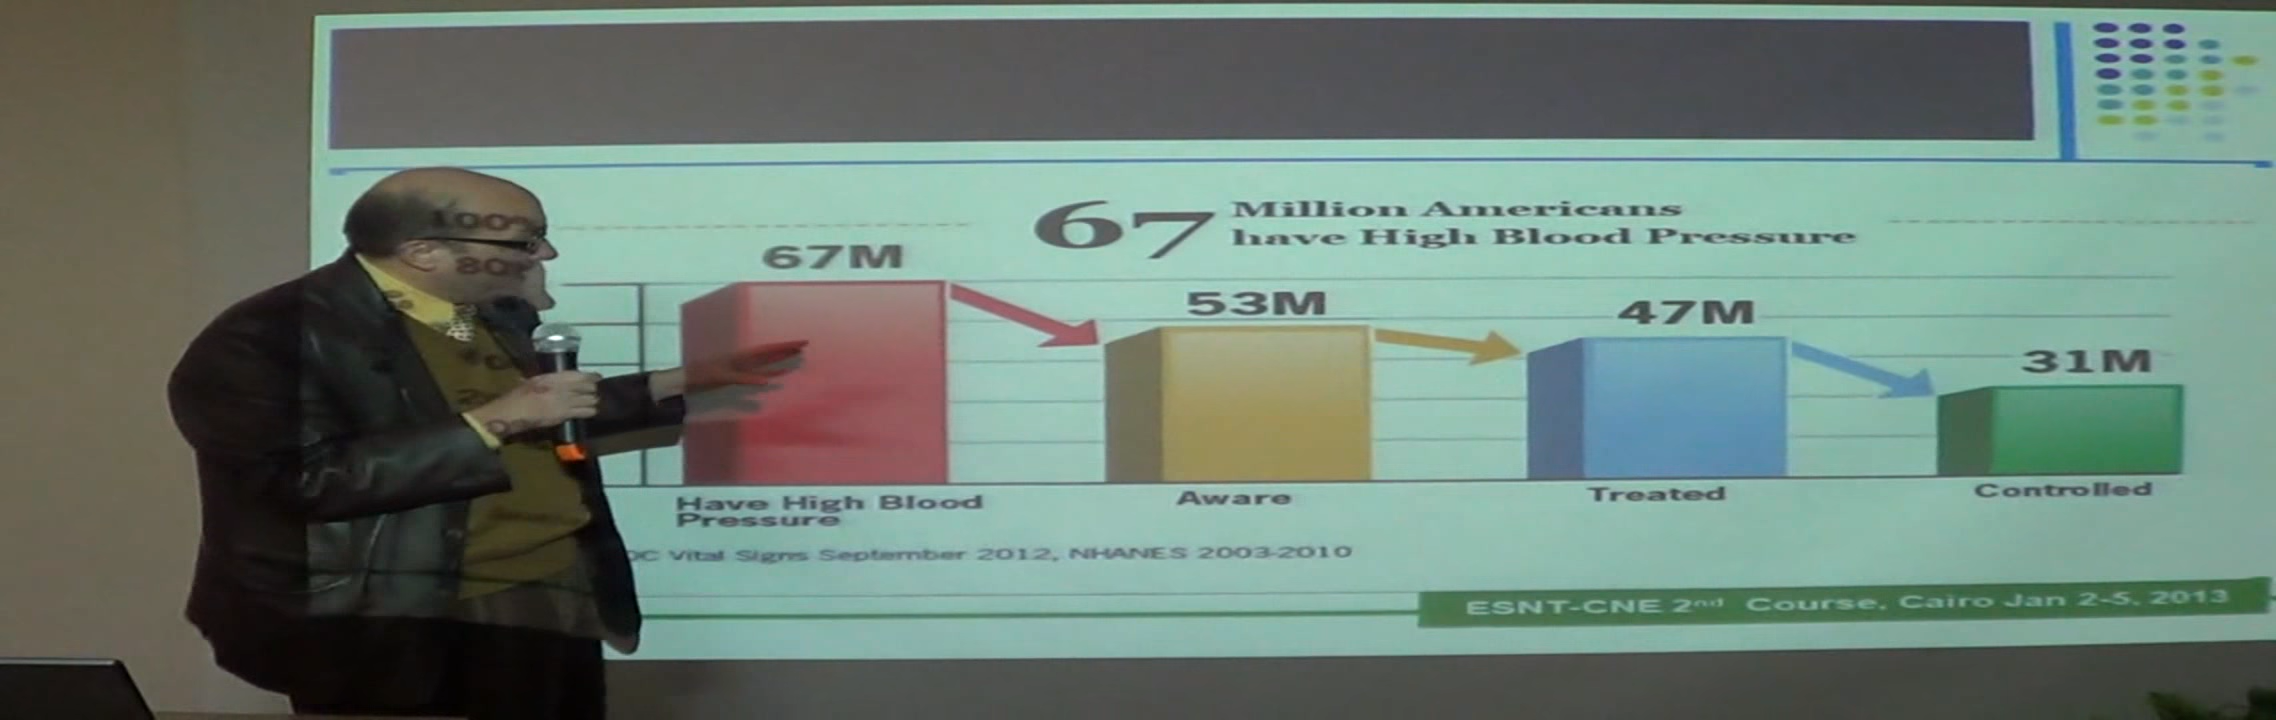 67 Million Americans
have High Blood Pressure
67M
53M
47M
31M
Have High Blood
Pressure
Aware
Treated
Controlled
Vital Signs September 2012, NHANES 2003-2010
ESNT-CNE 2nd Course, Cairo Jan 2-5, 2013